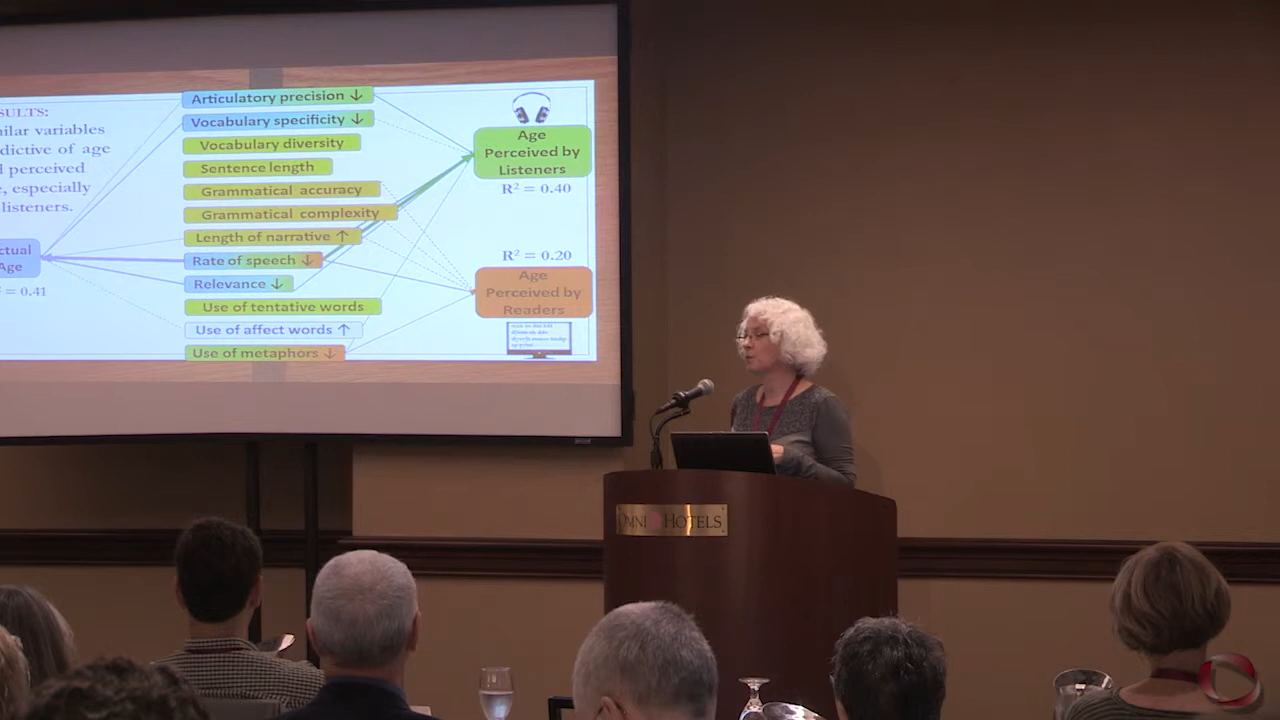 SULTS:
nilar variables
dictive of age
d perceived
e, especially
listeners.
ctual
Age
² = 0.41
Articulatory precision ↓
Vocabulary specificity ↓
Vocabulary diversity
Sentence length
Grammatical accuracy
Grammatical complexity
Length of narrative ↑
Rate of speech ↓
Relevance ↓
Use of tentative words
Use of affect words ↑
Use of metaphors ↓
Age
Perceived by
Listeners
R² = 0.40
R² = 0.20
Age
Perceived by
Readers
OMNI HOTELS